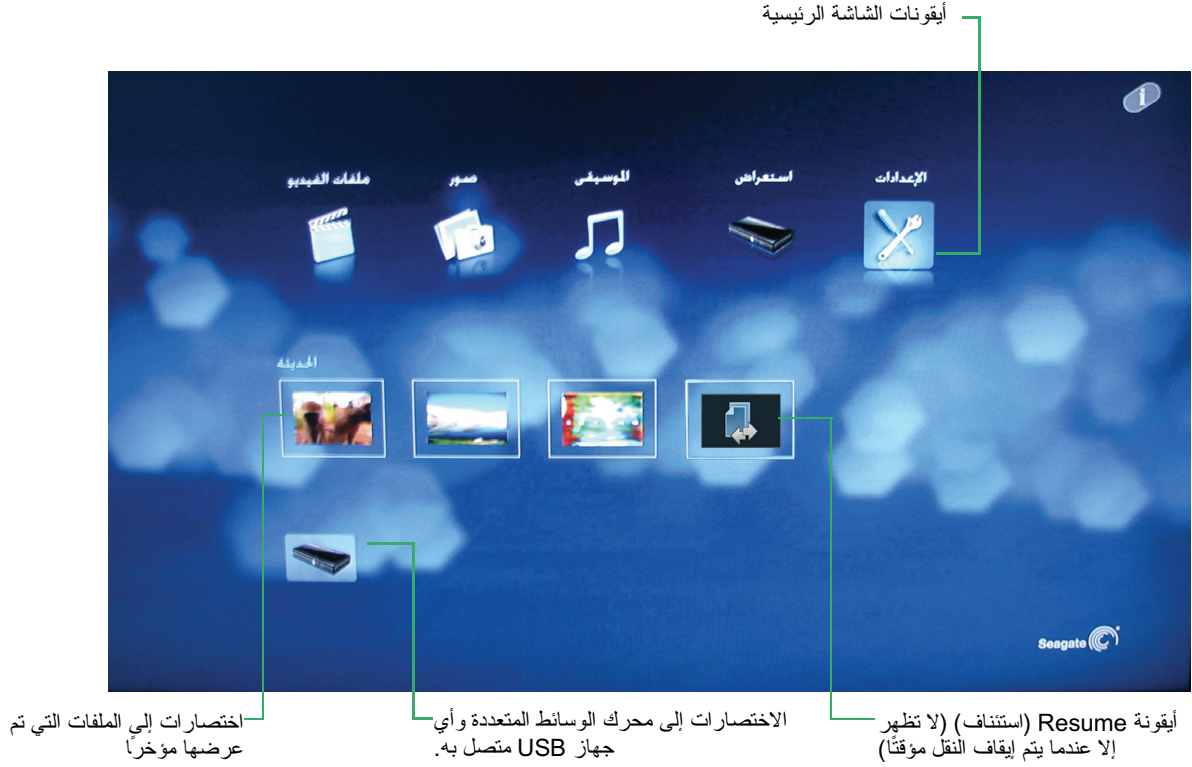 أيقونات الشاشة الرئيسية
الإعدادات
استعراض
الموسيقى
صور
ملفات الفيديو
الحديثة
Seagate
أيقونة Resume (استئناف) (لا تظهر
إلا عندما يتم إيقاف النقل مؤقتًا)
الاختصارات إلى محرك الوسائط المتعددة وأي
جهاز USB متصل به.
اختصارات إلى الملفات التي تم
عرضها مؤخرًا